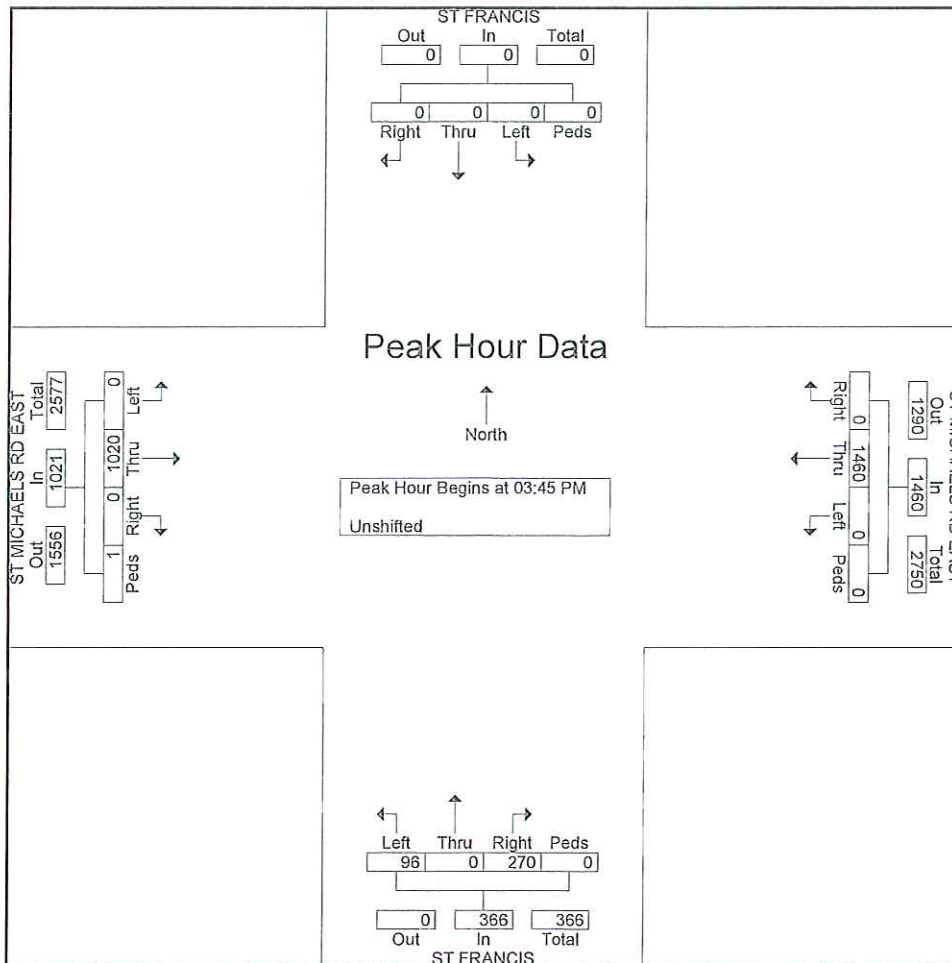 ST FRANCIS
Out In Total
0 0 0
0 0 0 0
Right Thru Left Peds
Peak Hour Data
North
Peak Hour Begins at 03:45 PM
Unshifted
ST MICHAELS RD EAST
Out In Total
1556 1021 2577
0 1020 0 1
Left Thru Right Peds
Right Thru Left Peds
0 1460 0 0
1290 1460 2750
Out In Total
Left Thru Right Peds
96 0 270 0
0 366 366
Out In Total
ST FRANCIS